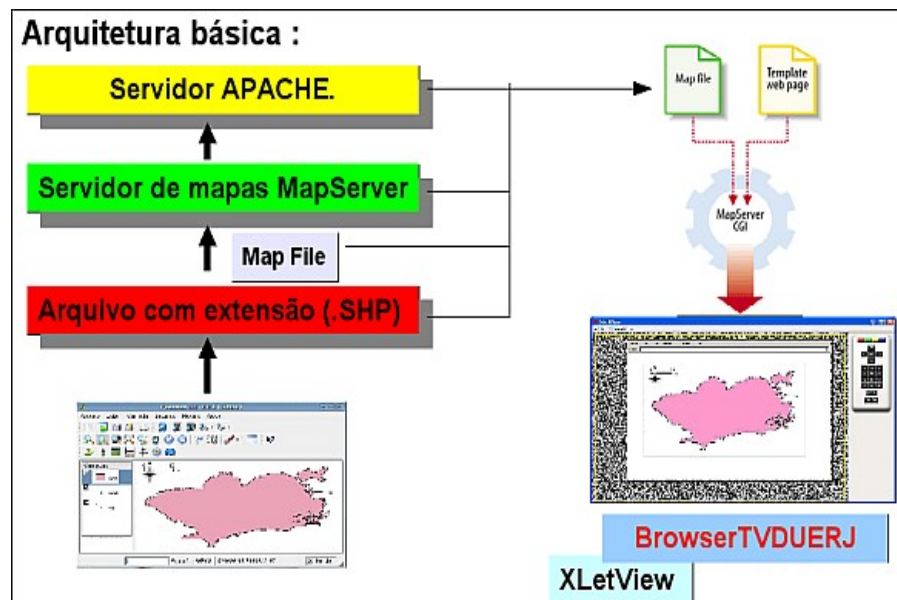 Arquitetura básica :
Servidor APACHE.
Servidor de mapas MapServer
Map File
Arquivo com extensão (.SHP)
Map file
Template
web page
MapServer
CGI
BrowserTVDUERJ
XLetView